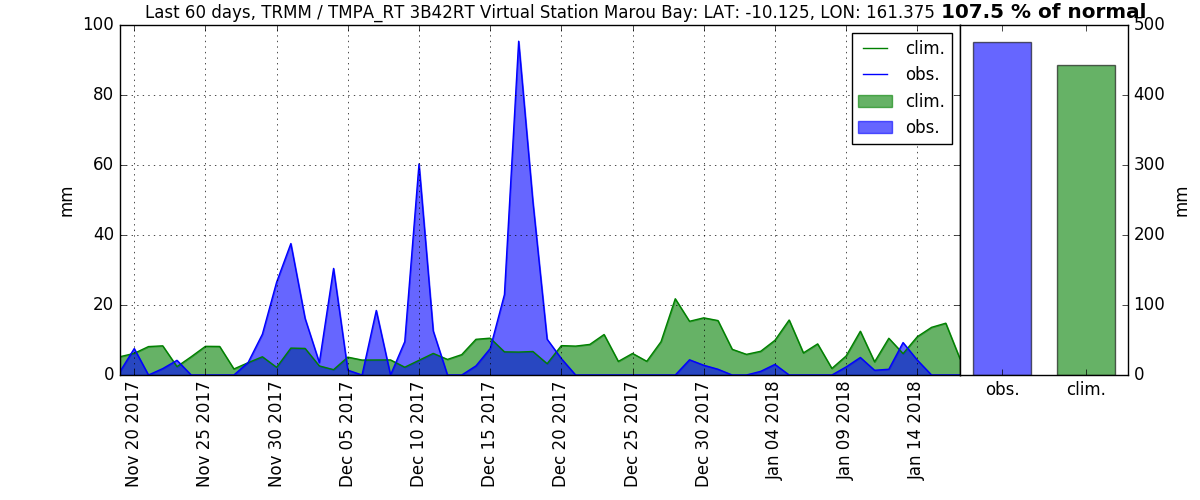 Last 60 days, TRMM / TMPA_RT 3B42RT Virtual Station Marou Bay: LAT: -10.125, LON: 161.375 107.5 % of normal
100
80
60
40
20
0
mm
clim.
obs.
clim.
obs.
500
400
300
200
100
0
mm
Nov 20 2017
Nov 25 2017
Nov 30 2017
Dec 05 2017
Dec 10 2017
Dec 15 2017
Dec 20 2017
Dec 25 2017
Dec 30 2017
Jan 04 2018
Jan 09 2018
Jan 14 2018
obs.
clim.